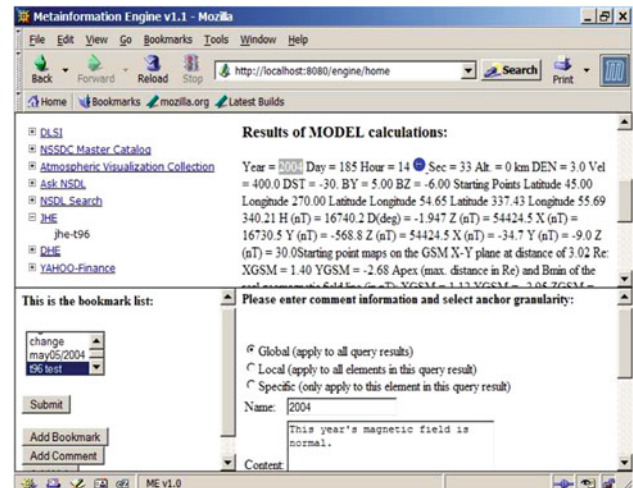 Metainformation Engine v1.1 - Mozilla
File Edit View Go Bookmarks Tools Window Help
Back Forward Reload Stop http://localhost:8080/engine/home Search Print
Home Bookmarks mozilla.org Latest Builds
DLSI
NSSDC Master Catalog
Atmospheric Visualization Collection
Ask NSDL
NSDL Search
JHE
jhe-t96
DHE
YAHOO-Finance
Results of MODEL calculations:
Year = 2004 Day = 185 Hour = 14 Sec = 33 Alt. = 0 km DEN = 3.0 Vel
= 400.0 DST = -30. BY = 5.00 BZ = -6.00 Starting Points Latitude 45.00
Longitude 270.00 Latitude Longitude 54.65 Latitude 337.43 Longitude 55.69
340.21 H (nT) = 16740.2 D(deg) = -1.947 Z (nT) = 54424.5 X (nT) =
16730.5 Y (nT) = -568.8 Z (nT) = 54424.5 X (nT) = -34.7 Y (nT) = -9.0 Z
(nT) = 30.0Starting point maps on the GSM X-Y plane at distance of 3.02 Re:
XGSM = 1.40 YGSM = -2.68 Apex (max. distance in Re) and Bmin of the
This is the bookmark list:
change
may05/2004
t96 test
Submit
Add Bookmark
Add Comment
Please enter comment information and select anchor granularity:
Global (apply to all query results)
Local (apply to all elements in this query result)
Specific (only apply to this element in this query result)
Name: 2004
This year's magnetic field is
normal.
Content:
ME v1.0